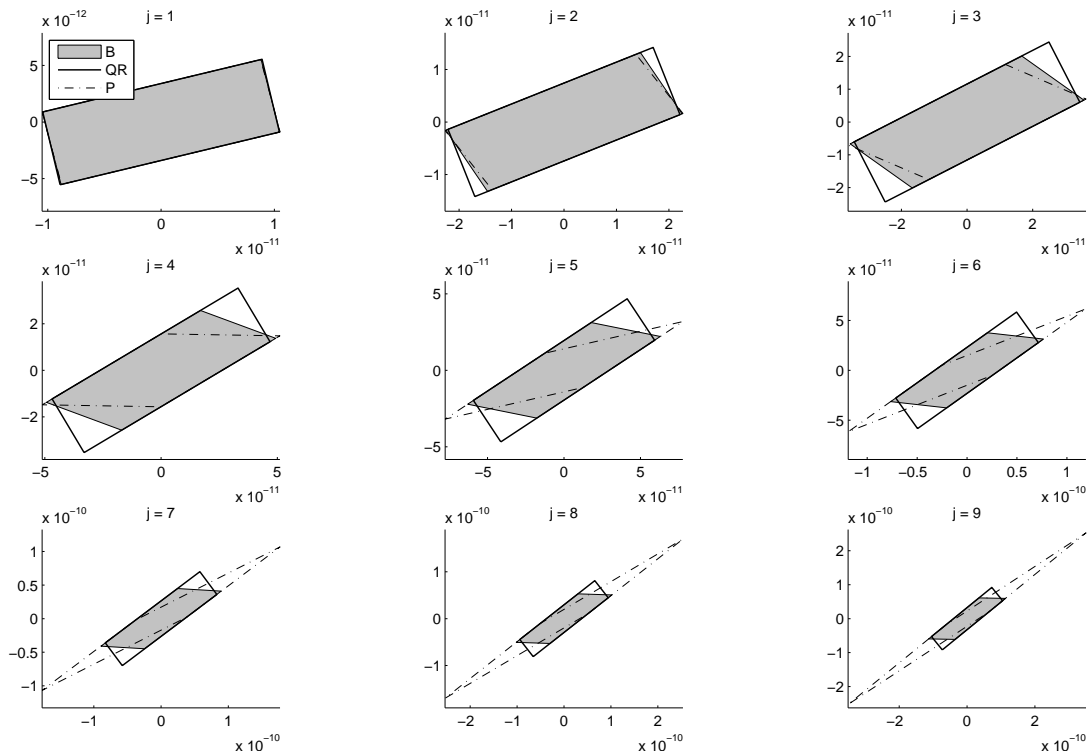 x 10^−12 j = 1
5
0
−5
B
QR
P
−1 0 1
x 10^−11
x 10^−11 j = 2
1
0
−1
−2 −1 0 1 2
x 10^−11
x 10^−11 j = 3
2
1
0
−1
−2
−2 0 2
x 10^−11
x 10^−11 j = 4
2
0
−2
−5 0 5
x 10^−11
x 10^−11 j = 5
5
0
−5
−5 0 5
x 10^−11
x 10^−11 j = 6
5
0
−5
−1 −0.5 0 0.5 1
x 10^−10
x 10^−10 j = 7
1
0.5
0
−0.5
−1
−1 0 1
x 10^−10
x 10^−10 j = 8
1
0
−1
−2 −1 0 1 2
x 10^−10
x 10^−10 j = 9
2
1
0
−1
−2
−2 0 2
x 10^−10